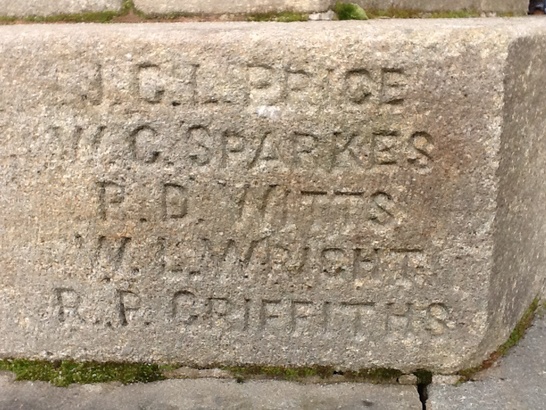 J. C. L. PRICE
W. C. SPARKES
P. D. WITTS
W. L. WRIGHT
R. P. GRIFFITHS